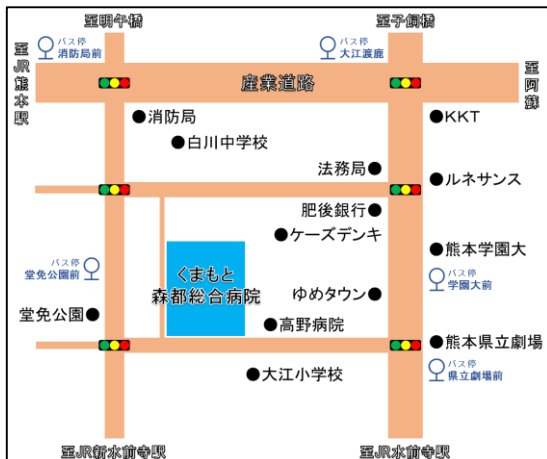 至明午橋
至子飼橋
バス停
消防局前
バス停
大江渡鹿
至JR熊本駅
産業道路
至阿蘇
消防局
KKT
白川中学校
法務局
ルネサンス
肥後銀行
ケーズデンキ
熊本学園大
バス停
堂免公園前
くまもと
森都総合病院
バス停
学園大前
ゆめタウン
堂免公園
高野病院
熊本県立劇場
大江小学校
バス停
県立劇場前
至JR新水前寺駅
至JR水前寺駅